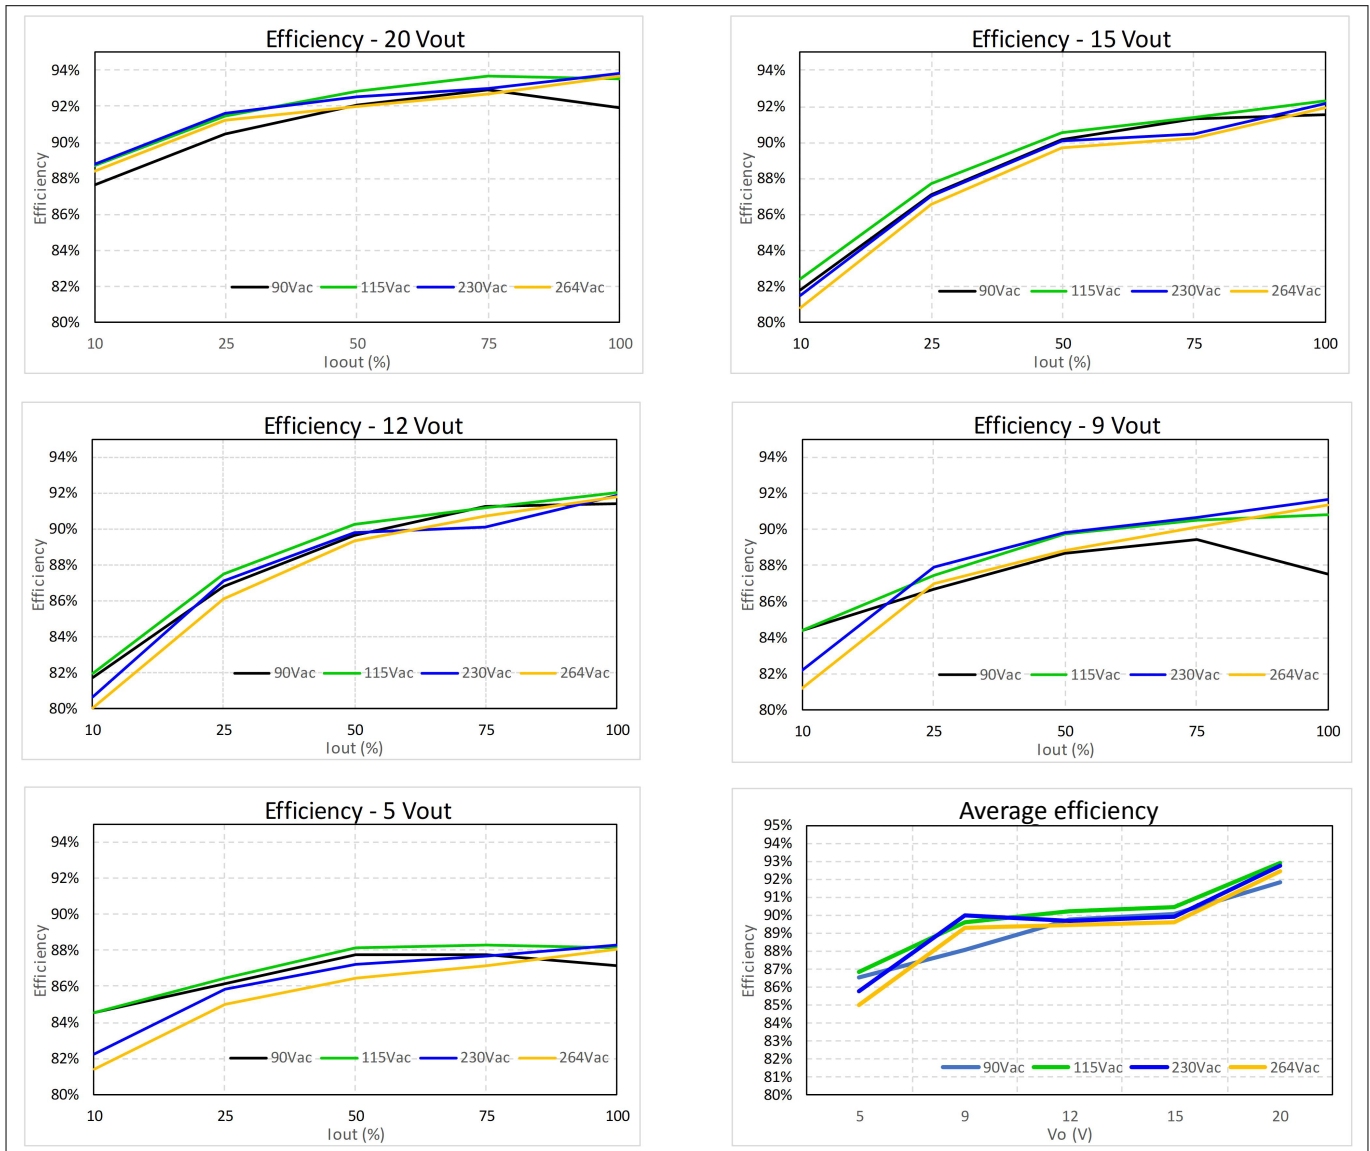 Efficiency - 20 Vout
94%
92%
90%
88%
86%
84%
82%
80%
Efficiency
90Vac 115Vac 230Vac 264Vac
10 25 50 75 100
Ioout (%)
Efficiency - 15 Vout
94%
92%
90%
88%
86%
84%
82%
80%
Efficiency
90Vac 115Vac 230Vac 264Vac
10 25 50 75 100
Iout (%)
Efficiency - 12 Vout
94%
92%
90%
88%
86%
84%
82%
80%
Efficiency
90Vac 115Vac 230Vac 264Vac
10 25 50 75 100
Iout (%)
Efficiency - 9 Vout
94%
92%
90%
88%
86%
84%
82%
80%
Efficiency
90Vac 115Vac 230Vac 264Vac
10 25 50 75 100
Iout (%)
Efficiency - 5 Vout
94%
92%
90%
88%
86%
84%
82%
80%
Efficiency
90Vac 115Vac 230Vac 264Vac
10 25 50 75 100
Iout (%)
Average efficiency
95%
94%
93%
92%
91%
90%
89%
88%
87%
86%
85%
84%
83%
82%
81%
80%
Efficiency
90Vac 115Vac 230Vac 264Vac
5 9 12 15 20
Vo (V)